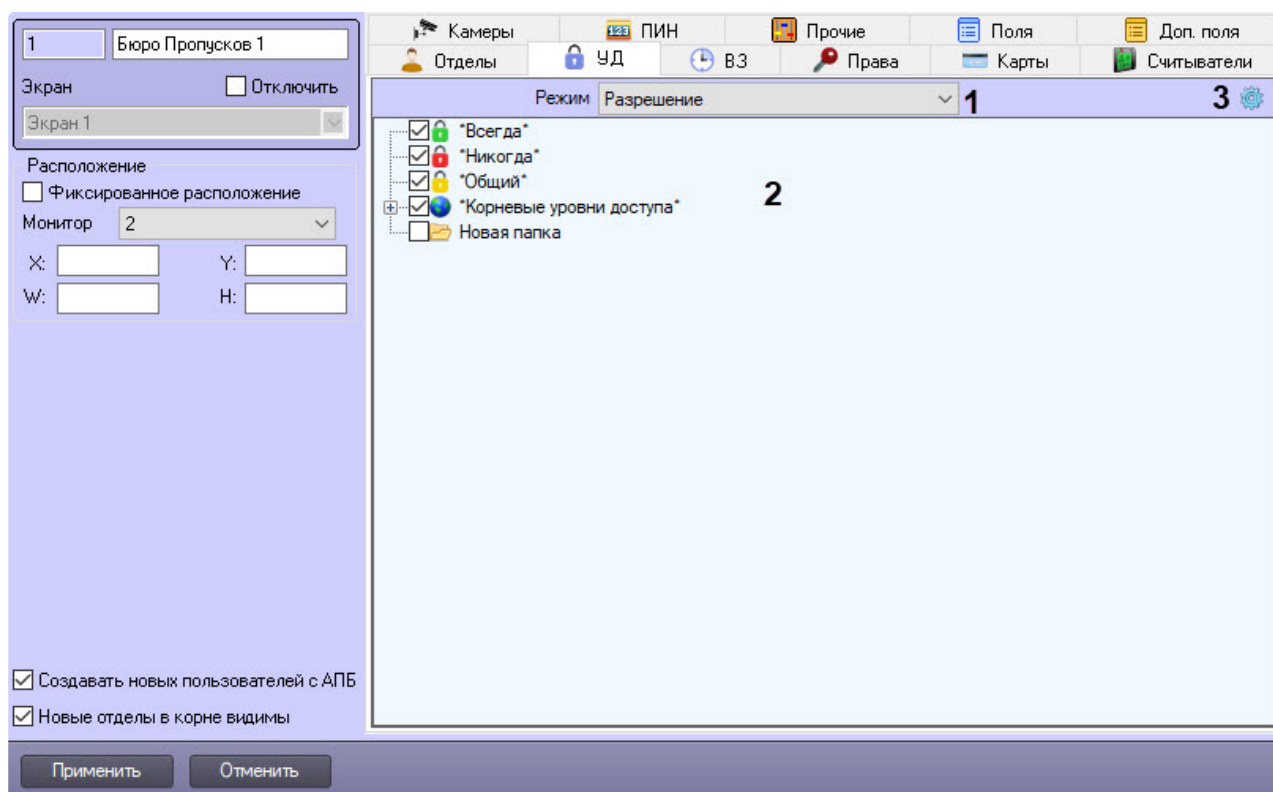 1 Бюро Пропусков 1
Экран Отключить
Экран 1
Расположение
Фиксированное расположение
Монитор 2
X: Y:
W: H:
Создавать новых пользователей с АПБ
Новые отделы в корне видимы
Применить Отменить
Камеры 123 ПИН Прочие Поля Доп. поля
Отделы УД ВЗ Права Карты Считыватели
Режим Разрешение 1 3
"Всегда"
"Никогда"
"Общий"
"Корневые уровни доступа"
Новая папка
2